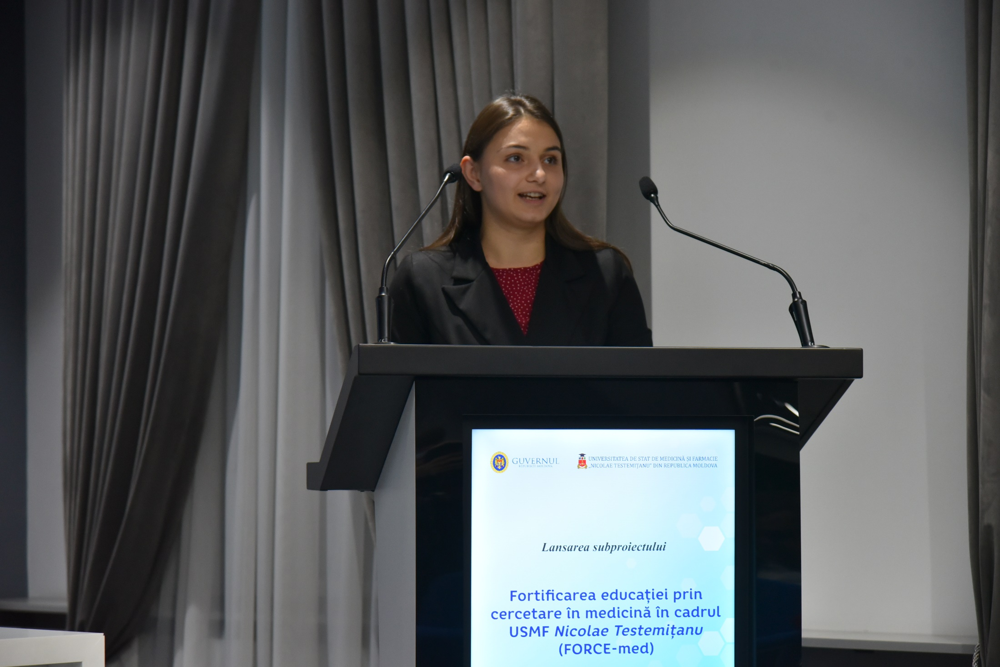 GUVERNUL
REPUBLICII MOLDOVA
UNIVERSITATEA DE STAT DE MEDICINĂ ȘI FARMACIE
„NICOLAE TESTEMIȚANU” DIN REPUBLICA MOLDOVA
Lansarea subproiectului
Fortificarea educației prin
cercetare în medicină în cadrul
USMF Nicolae Testemițanu
(FORCE-med)